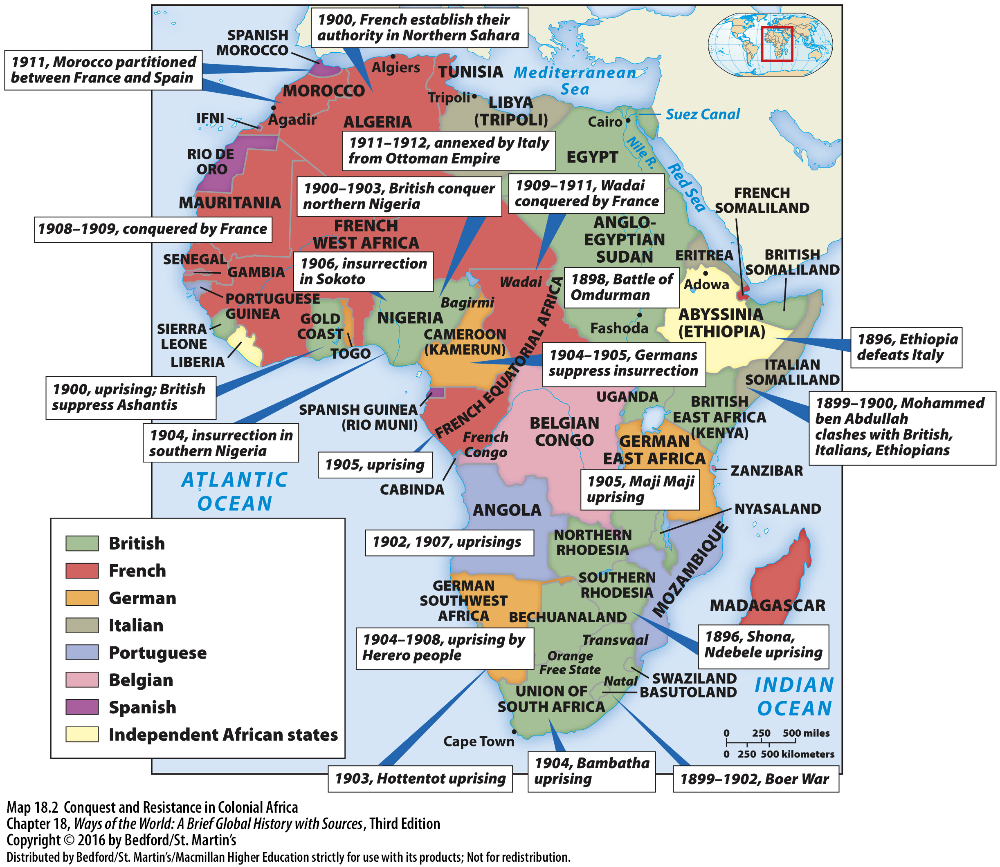 1900, French establish their
authority in Northern Sahara
SPANISH
MOROCCO
1911, Morocco partitioned
between France and Spain
Algiers
TUNISIA
Mediterranean
Sea
MOROCCO
Tripoli
LIBYA
(TRIPOLI)
Suez Canal
IFNI
Agadir
ALGERIA
Cairo
1911–1912, annexed by Italy
from Ottoman Empire
Nile R.
EGYPT
RIO DE
ORO
Red Sea
1900–1903, British conquer
northern Nigeria
1909–1911, Wadai
conquered by France
FRENCH
SOMALILAND
MAURITANIA
1908–1909, conquered by France
FRENCH
WEST AFRICA
ANGLO-
EGYPTIAN
SUDAN
SENEGAL
GAMBIA
1906, insurrection
in Sokoto
ERITREA
BRITISH
SOMALILAND
Wadai
1898, Battle of
Omdurman
Adowa
PORTUGUESE
GUINEA
Bagirmi
NIGERIA
GOLD
COAST
ABYSSINIA
(ETHIOPIA)
SIERRA
LEONE
Fashoda
CAMEROON
(KAMERUN)
1896, Ethiopia
defeats Italy
LIBERIA
TOGO
1904–1905, Germans
suppress insurrection
FRENCH EQUATORIAL AFRICA
ITALIAN
SOMALILAND
1900, uprising; British
suppress Ashantis
UGANDA
BRITISH
EAST AFRICA
(KENYA)
1899–1900, Mohammed
ben Abdullah
clashes with British,
Italians, Ethiopians
SPANISH GUINEA
(RIO MUNI)
BELGIAN
CONGO
1904, insurrection in
southern Nigeria
French
Congo
GERMAN
EAST AFRICA
1905, uprising
ZANZIBAR
ATLANTIC
OCEAN
CABINDA
1905, Maji Maji
uprising
NYASALAND
ANGOLA
1902, 1907, uprisings
NORTHERN
RHODESIA
MOZAMBIQUE
British
French
German
Italian
Portuguese
Belgian
Spanish
Independent African states
GERMAN
SOUTHWEST
AFRICA
SOUTHERN
RHODESIA
BECHUANALAND
MADAGASCAR
1904–1908, uprising by
Herero people
Transvaal
1896, Shona,
Ndebele uprising
Orange
Free State
Natal
SWAZILAND
BASUTOLAND
UNION OF
SOUTH AFRICA
INDIAN
OCEAN
0 250 500 miles
0 250 500 kilometers
Cape Town
1903, Hottentot uprising
1904, Bambatha
uprising
1899–1902, Boer War
Map 18.2 Conquest and Resistance in Colonial Africa
Chapter 18, Ways of the World: A Brief Global History with Sources, Third Edition
Copyright © 2016 by Bedford/St. Martin's
Distributed by Bedford/St. Martin's/Macmillan Higher Education strictly for use with its products; Not for redistribution.